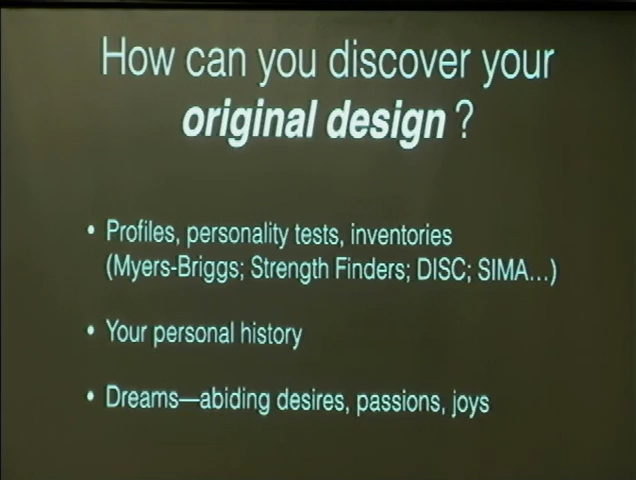 How can you discover your
original design ?
• Profiles, personality tests, inventories
(Myers-Briggs; Strength Finders; DISC; SIMA...)
• Your personal history
• Dreams—abiding desires, passions, joys